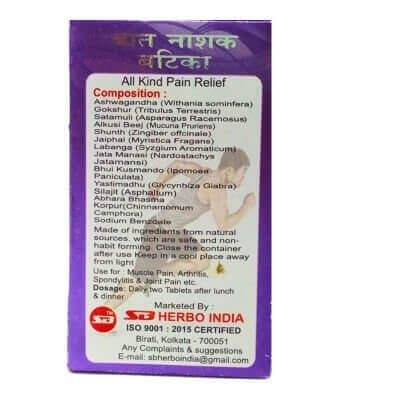 वात नाशक
बटिका
All Kind Pain Relief
Composition :
Ashwagandha (Withania sominfera)
Gokshur (Tribulus Terrestris)
Satamuli (Asparagus Racemosus)
Alkusi Beej (Mucuna Pruriens)
Shunth (Zingiber offcinale)
Jaiphal (Myristica Fragans)
Labanga (Syzgium Aromaticum)
Jata Manasi (Nardostachys
Jatamansi)
Bhui Kusmando (Ipomoea
Paniculata)
Yastimadhu (Glycynhiza Giabra)
Silajit (Asphaltum)
Abhara Bhasma
Korpur(Chinnamomum
Camphora)
Sodium Benzoate
Made of ingredients from natural
sources. which are safe and non-
habit forming. Close the container
after use Keep in a cool place away
from light
Use for : Muscle Pain, Arthritis,
Spondylitis & Joint Pain etc.
Dosage: Daily two Tablets after lunch
& dinner
Marketed By :
SB HERBO INDIA
ISO 9001 : 2015 CERTIFIED
Birati, Kolkata - 700051
Any Complaints & suggestions
E-mail: sbherboindia@gmail.com